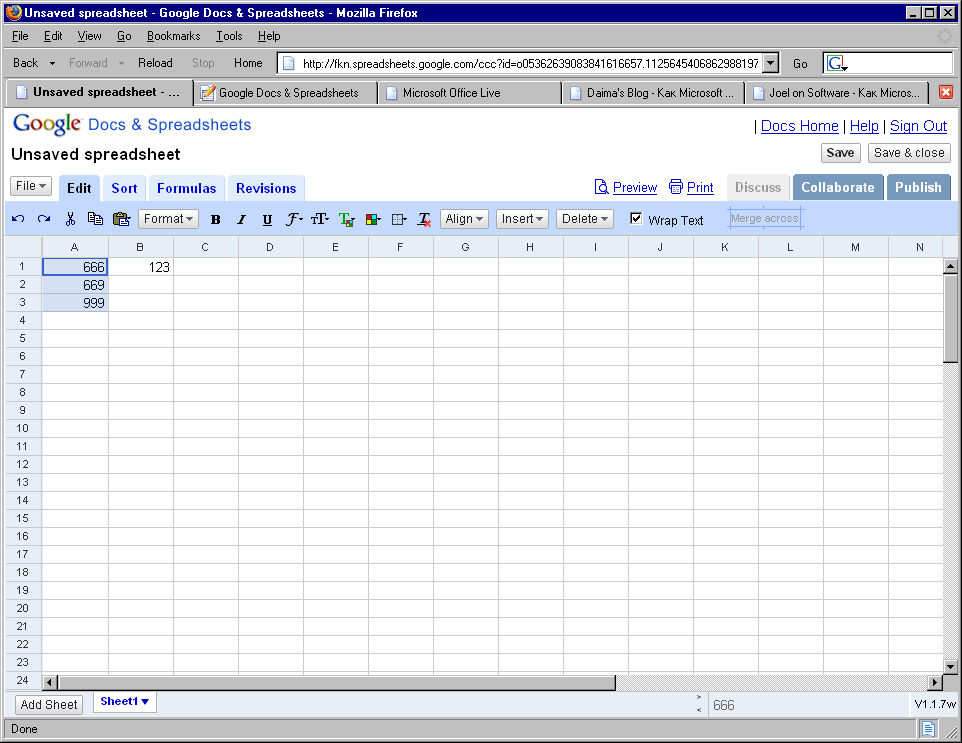 Unsaved spreadsheet - Google Docs & Spreadsheets - Mozilla Firefox
File Edit View Go Bookmarks Tools Help
Back Forward Reload Stop Home http://fkn.spreadsheets.google.com/ccc?id=o05362639083841616657.1125645406862988197 Go G
Unsaved spreadsheet - ... Google Docs & Spreadsheets Microsoft Office Live Daima's Blog - Как Microsoft ... Joel on Software - Как Micros...
Google Docs & Spreadsheets
| Docs Home | Help | Sign Out
Unsaved spreadsheet Save Save & close
File Edit Sort Formulas Revisions Preview Print Discuss Collaborate Publish
Format B I U F TT T T Align Insert Delete Wrap Text Merge across
A B C D E F G H I J K L M N
1 666 123
2 669
3 999
4
5
6
7
8
9
10
11
12
13
14
15
16
17
18
19
20
21
22
23
24
Add Sheet Sheet1 > < 666 V1.1.7w
Done